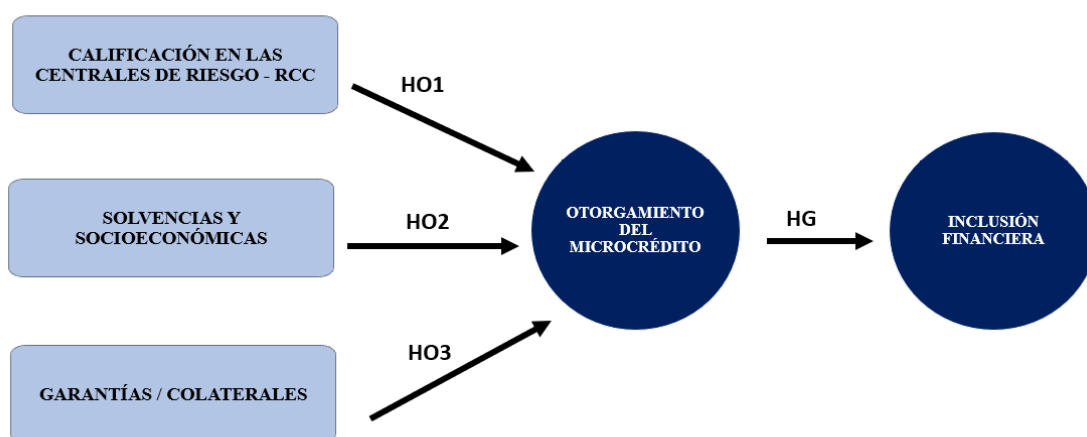 CALIFICACIÓN EN LAS
CENTRALES DE RIESGO - RCC
HO1
SOLVENCIAS Y
SOCIOECONÓMICAS
HO2
GARANTÍAS / COLATERALES
HO3
OTORGAMIENTO
DEL
MICROCRÉDITO
HG
INCLUSIÓN
FINANCIERA